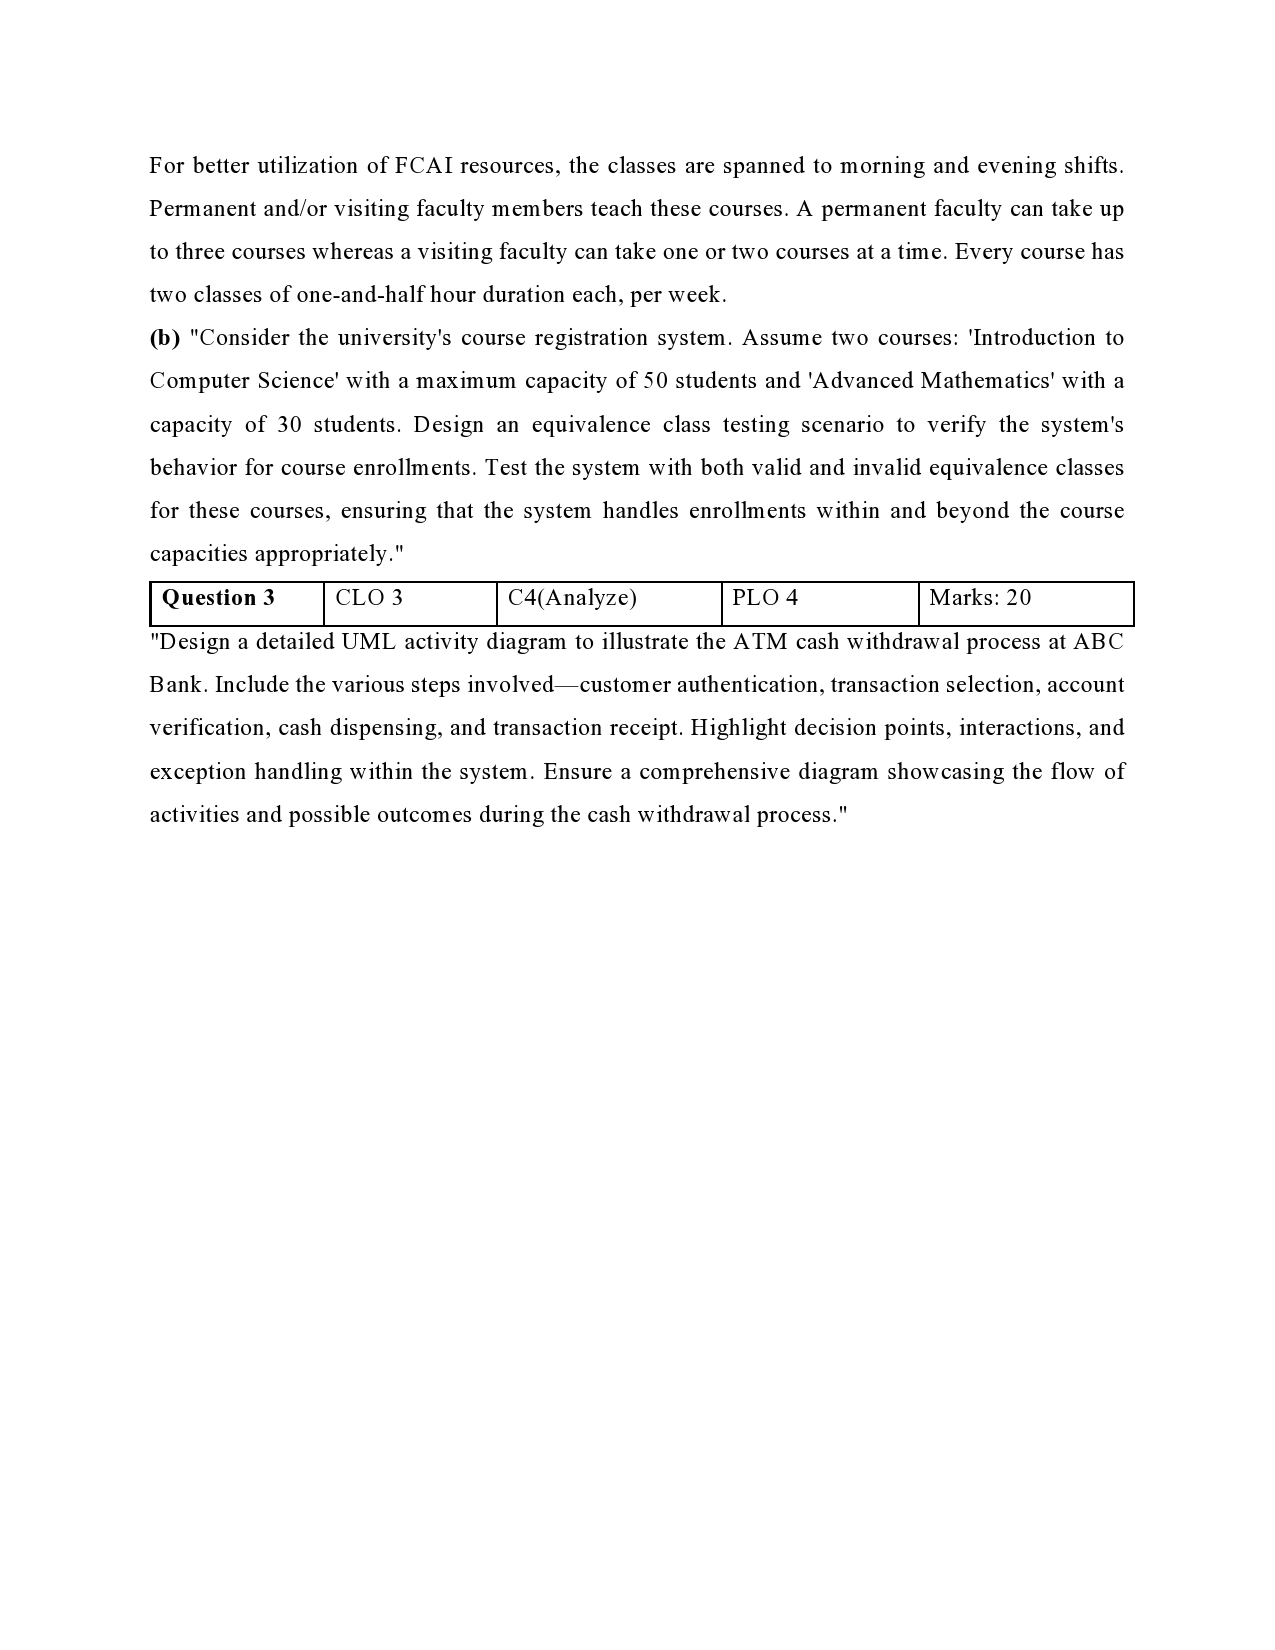 For better utilization of FCAI resources, the classes are spanned to morning and evening shifts.
Permanent and/or visiting faculty members teach these courses. A permanent faculty can take up
to three courses whereas a visiting faculty can take one or two courses at a time. Every course has
two classes of one-and-half hour duration each, per week.
(b) "Consider the university's course registration system. Assume two courses: 'Introduction to
Computer Science' with a maximum capacity of 50 students and 'Advanced Mathematics' with a
capacity of 30 students. Design an equivalence class testing scenario to verify the system's
behavior for course enrollments. Test the system with both valid and invalid equivalence classes
for these courses, ensuring that the system handles enrollments within and beyond the course
capacities appropriately."
Question 3 CLO 3 C4(Analyze) PLO 4 Marks: 20
"Design a detailed UML activity diagram to illustrate the ATM cash withdrawal process at ABC
Bank. Include the various steps involved—customer authentication, transaction selection, account
verification, cash dispensing, and transaction receipt. Highlight decision points, interactions, and
exception handling within the system. Ensure a comprehensive diagram showcasing the flow of
activities and possible outcomes during the cash withdrawal process."